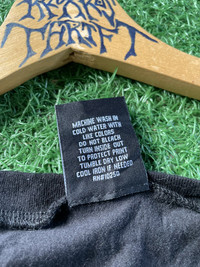 THRIFT
MACHINE WASH IN
COLD WATER WITH
LIKE COLORS
DO NOT BLEACH
TURN INSIDE OUT
TO PROTECT PRINT
TUMBLE DRY LOW
COOL IRON IF NEEDED